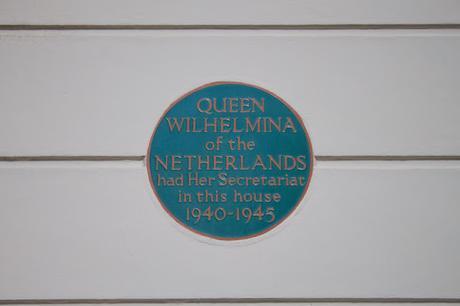 QUEEN
WILHELMINA
of the
NETHERLANDS
had Her Secretariat
in this house
1940-1945